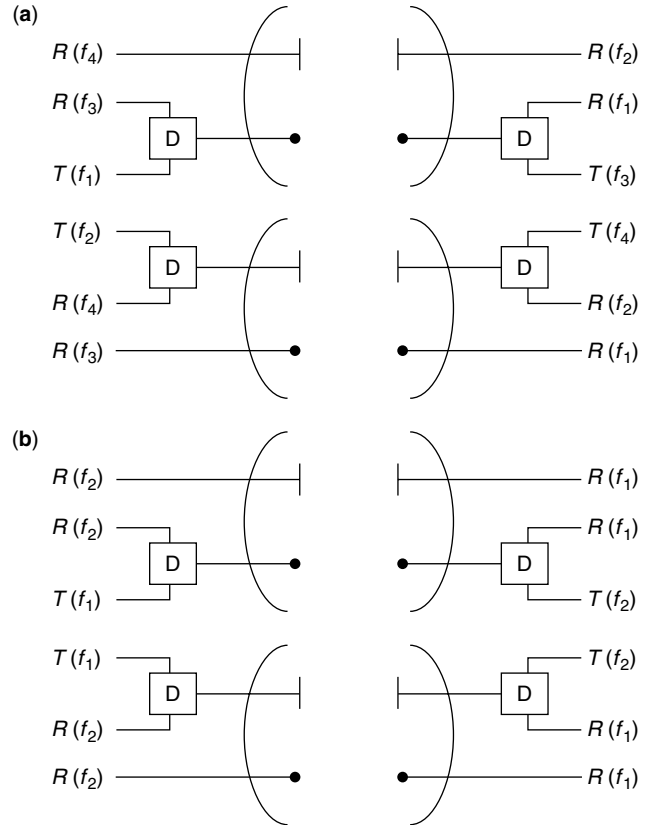 (a)
R (f4) R (f2)
R (f3) R (f1)
D D
T (f1) T (f3)
T (f2) T (f4)
D D
R (f4) R (f2)
R (f3) R (f1)
(b)
R (f2) R (f1)
R (f2) R (f1)
D D
T (f1) T (f2)
T (f1) T (f2)
D D
R (f2) R (f1)
R (f2) R (f1)